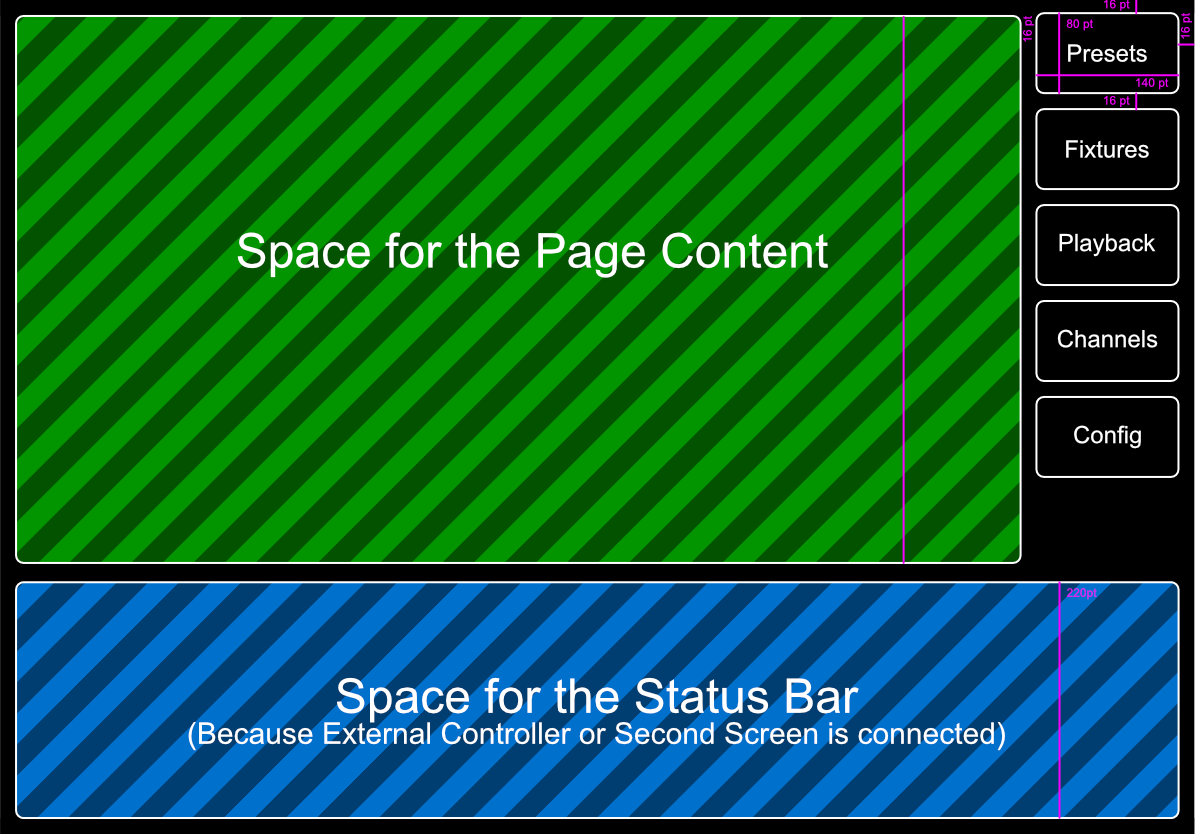 16 pt
16 pt
16 pt
80 pt
Presets
140 pt
16 pt
Fixtures
Playback
Channels
Config
Space for the Page Content
220pt
Space for the Status Bar
(Because External Controller or Second Screen is connected)